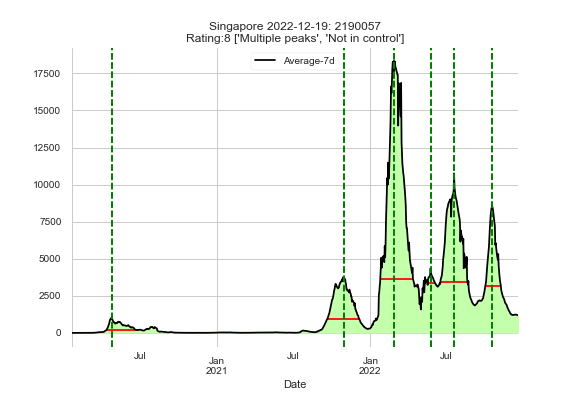 Singapore 2022-12-19: 2190057
Rating:8 ['Multiple peaks', 'Not in control']
Average-7d
17500
15000
12500
10000
7500
5000
2500
0
Jul
Jan
2021
Jul
Jan
2022
Jul
Date